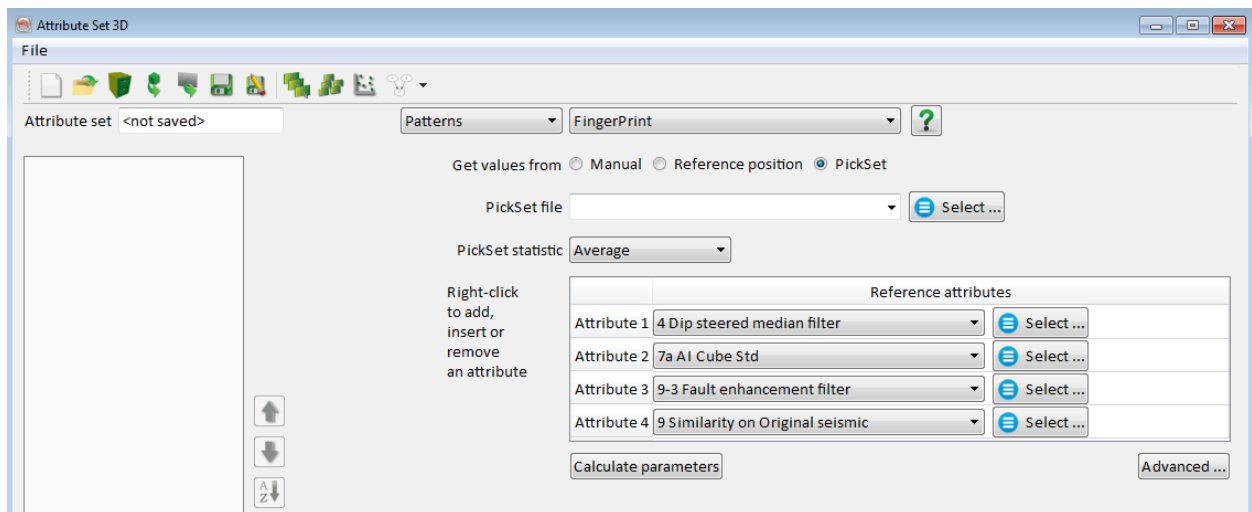 Attribute Set 3D
File
Attribute set <not saved> Patterns FingerPrint ?
Get values from Manual Reference position PickSet
PickSet file Select ...
PickSet statistic Average
Right-click
to add,
insert or
remove
an attribute
Reference attributes
Attribute 1 4 Dip steered median filter Select ...
Attribute 2 7a AI Cube Std Select ...
Attribute 3 9-3 Fault enhancement filter Select ...
Attribute 4 9 Similarity on Original seismic Select ...
A
Z
Calculate parameters Advanced ...